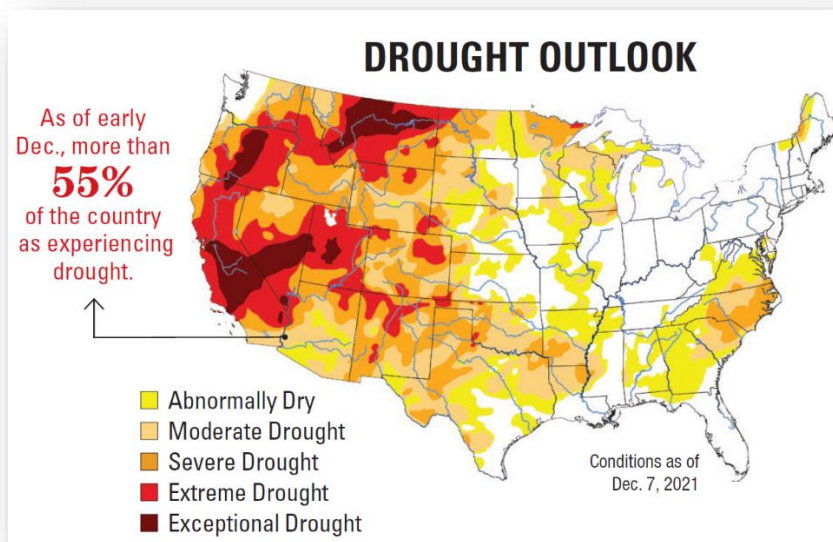 DROUGHT OUTLOOK
As of early
Dec., more than
55%
of the country
as experiencing
drought.
Abnormally Dry
Moderate Drought
Severe Drought
Extreme Drought
Exceptional Drought
Conditions as of
Dec. 7, 2021